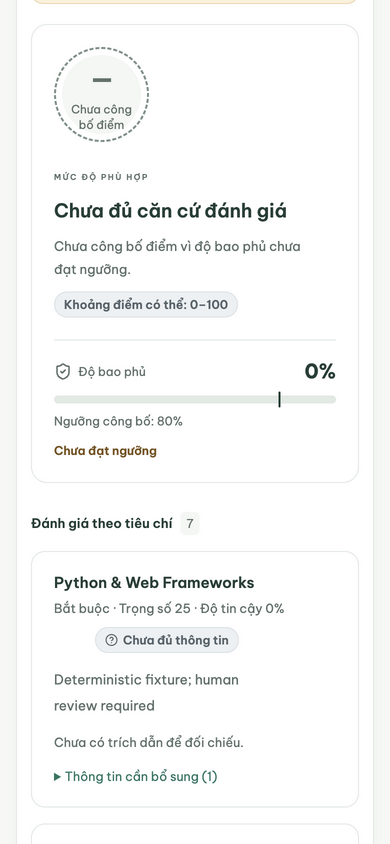 —
Chưa công
bố điểm
MỨC ĐỘ PHÙ HỢP
Chưa đủ căn cứ đánh giá
Chưa công bố điểm vì độ bao phủ chưa
đạt ngưỡng.
Khoảng điểm có thể: 0–100
Độ bao phủ
0%
Ngưỡng công bố: 80%
Chưa đạt ngưỡng
Đánh giá theo tiêu chí 7
Python & Web Frameworks
Bắt buộc · Trọng số 25 · Độ tin cậy 0%
Chưa đủ thông tin
Deterministic fixture; human
review required
Chưa có trích dẫn để đối chiếu.
Thông tin cần bổ sung (1)